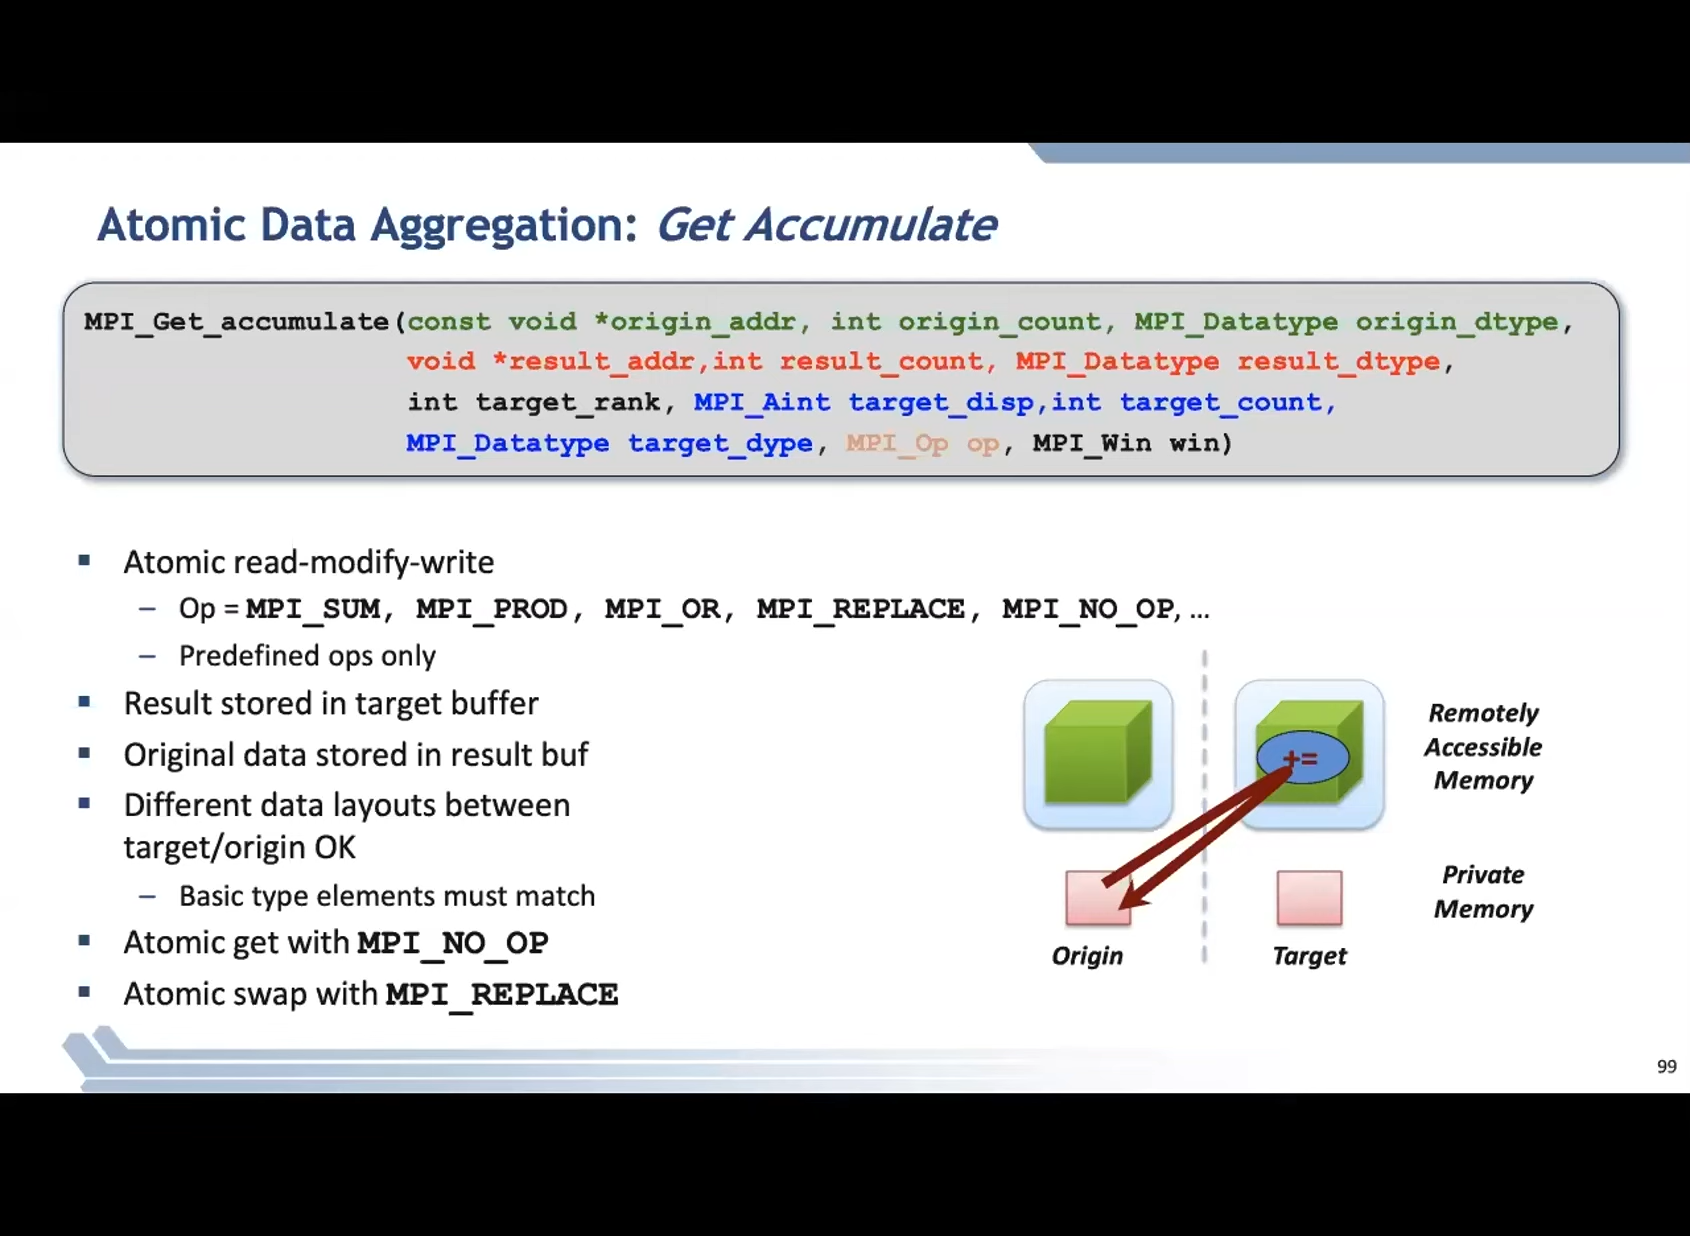 Atomic Data Aggregation: Get Accumulate
MPI_Get_accumulate(const void *origin_addr, int origin_count, MPI_Datatype origin_dtype,
void *result_addr,int result_count, MPI_Datatype result_dtype,
int target_rank, MPI_Aint target_disp,int target_count,
MPI_Datatype target_dype, MPI_Op op, MPI_Win win)
▪ Atomic read-modify-write
– Op = MPI_SUM, MPI_PROD, MPI_OR, MPI_REPLACE, MPI_NO_OP, ...
– Predefined ops only
▪ Result stored in target buffer
▪ Original data stored in result buf
▪ Different data layouts between
target/origin OK
– Basic type elements must match
▪ Atomic get with MPI_NO_OP
▪ Atomic swap with MPI_REPLACE
+=
Remotely
Accessible
Memory
Private
Memory
Origin
Target
99